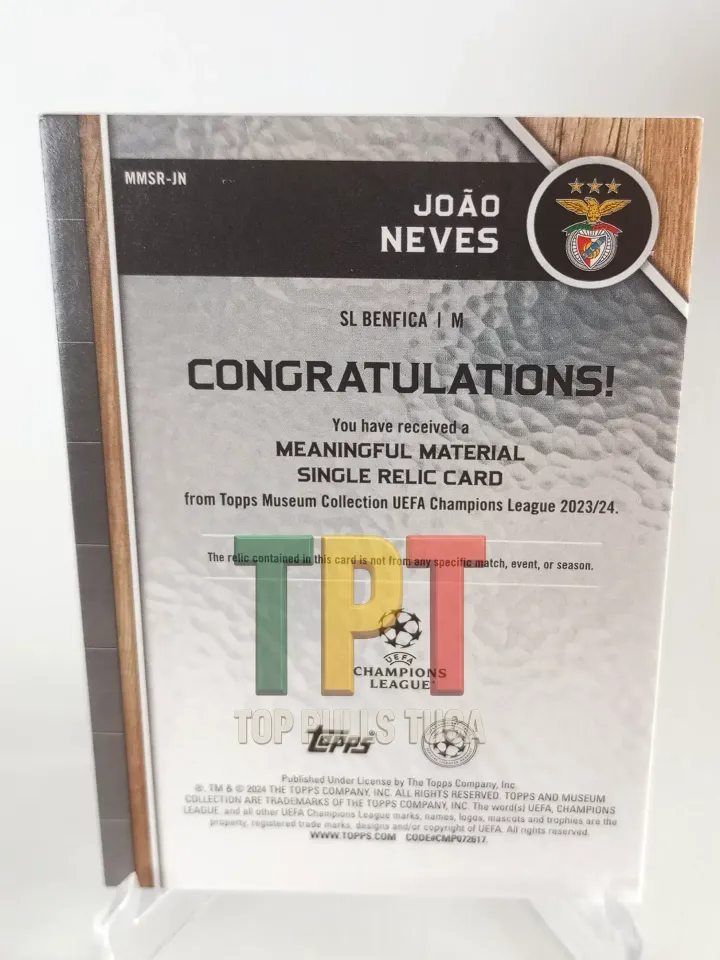 MMSR-JN
JOÃO
NEVES
SL BENFICA | M
CONGRATULATIONS!
You have received a
MEANINGFUL MATERIAL
SINGLE RELIC CARD
from Topps Museum Collection UEFA Champions League 2023/24.
The relic contained in this card is not from any specific match, event, or season.
TPT
UEFA
CHAMPIONS
LEAGUE
TOP PULLS TUGA
Topps
Published Under License by The Topps Company, Inc
®, TM & © 2024 THE TOPPS COMPANY, INC. ALL RIGHTS RESERVED. TOPPS AND MUSEUM
COLLECTION ARE TRADEMARKS OF THE TOPPS COMPANY, INC. The word(s) UEFA, CHAMPIONS
LEAGUE, and all other UEFA Champions League marks, names, logos, mascots and trophies are the
property, registered trade marks, designs and/or copyright of UEFA. All rights reserved.
WWW.TOPPS.COM CODE#CMP072617